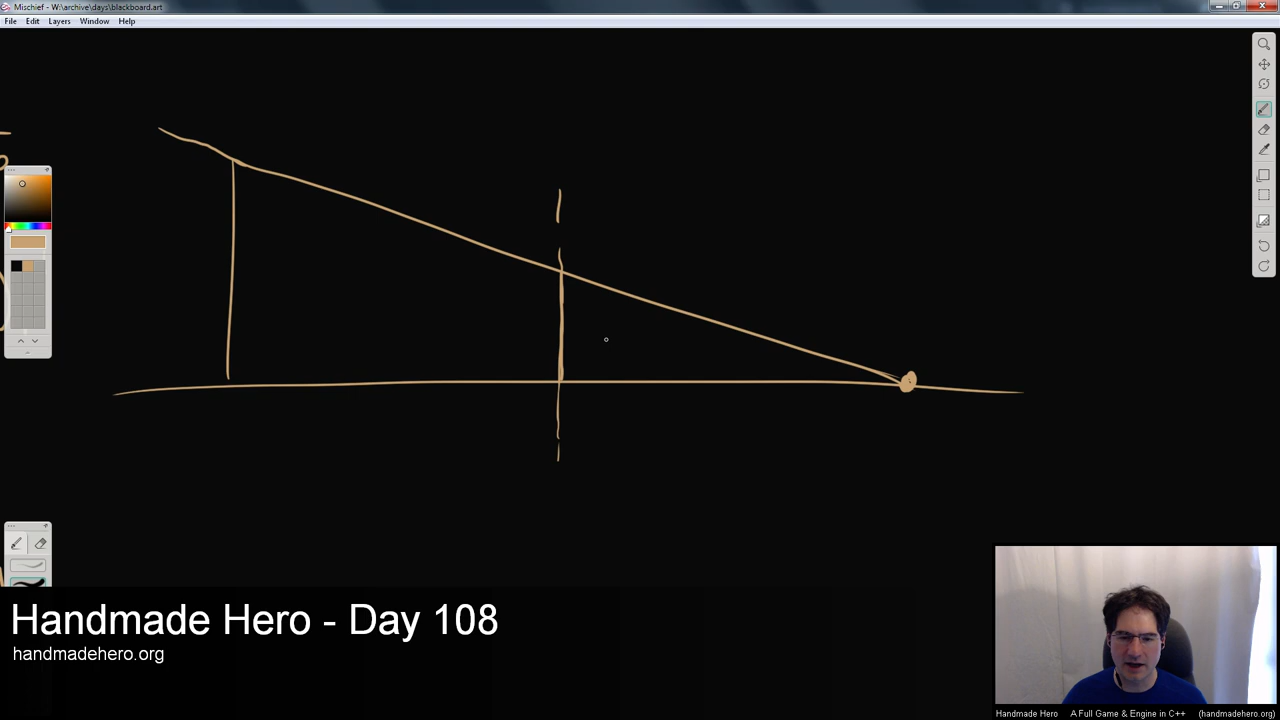 Mischief - W:\archive\days\blackboard.art
File Edit Layers Window Help
Handmade Hero - Day 108
handmadehero.org
Handmade Hero A Full Game & Engine in C++ (handmadehero.org)